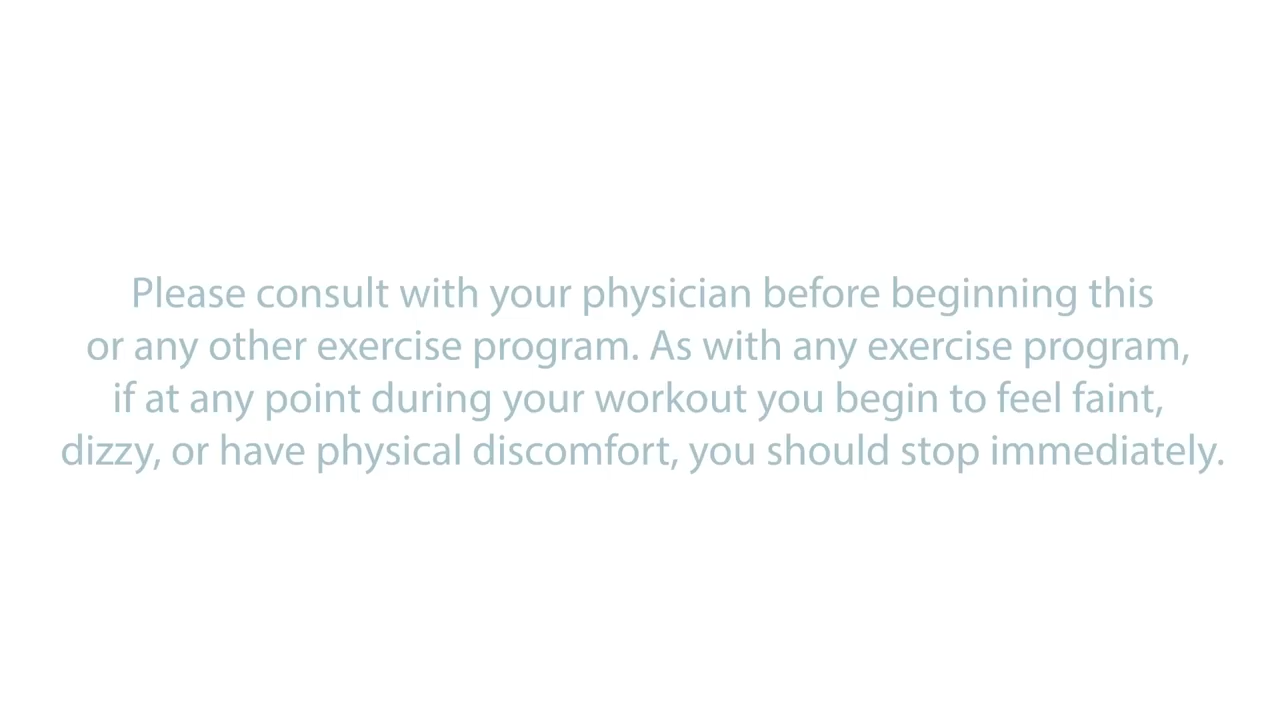 Please consult with your physician before beginning this
or any other exercise program. As with any exercise program,
if at any point during your workout you begin to feel faint,
dizzy, or have physical discomfort, you should stop immediately.